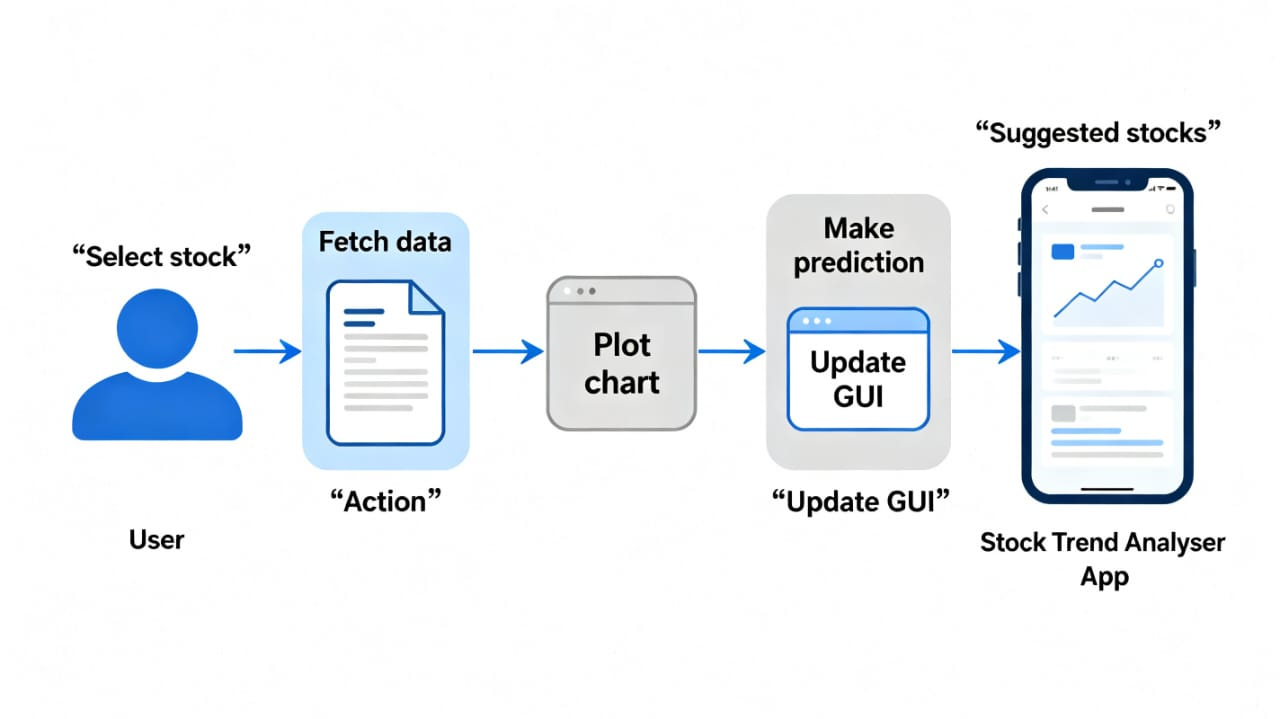 “Select stock”
User
Fetch data
“Action”
Plot
chart
Make
prediction
Update
GUI
“Update GUI”
“Suggested stocks”
Stock Trend Analyser
App